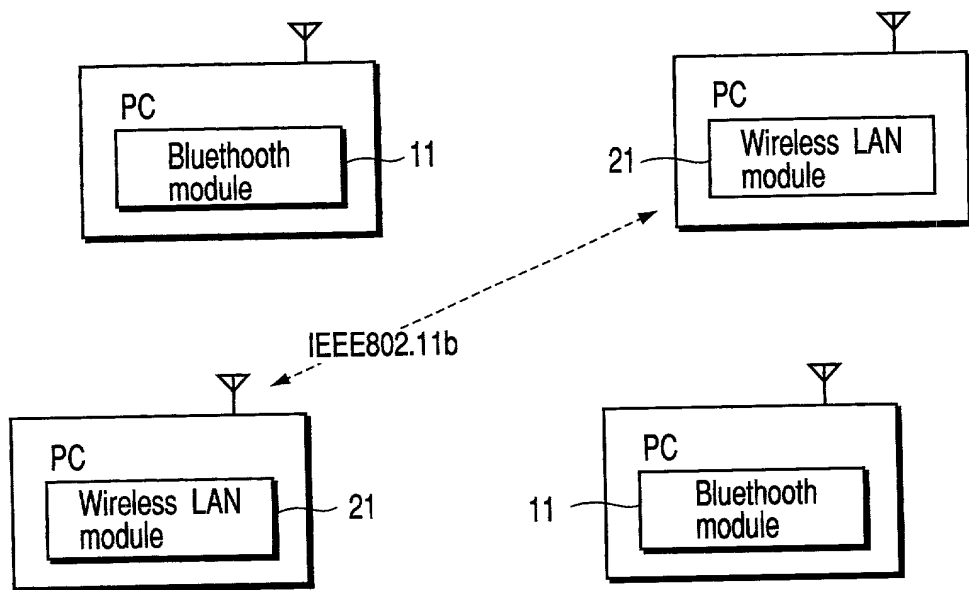 PC
Bluethooth
module
11
PC
Wireless LAN
module
21
IEEE802.11b
PC
Wireless LAN
module
21
PC
Bluethooth
module
11